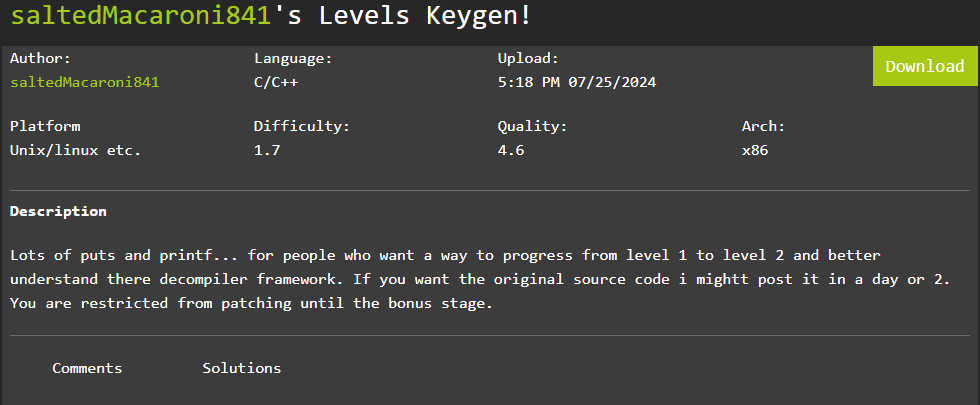 saltedMacaroni841's Levels Keygen!
Author: Language: Upload: Download
saltedMacaroni841 C/C++ 5:18 PM 07/25/2024
Platform Difficulty: Quality: Arch:
Unix/linux etc. 1.7 4.6 x86
Description
Lots of puts and printf... for people who want a way to progress from level 1 to level 2 and better
understand there decompiler framework. If you want the original source code i mightt post it in a day or 2.
You are restricted from patching until the bonus stage.
Comments Solutions